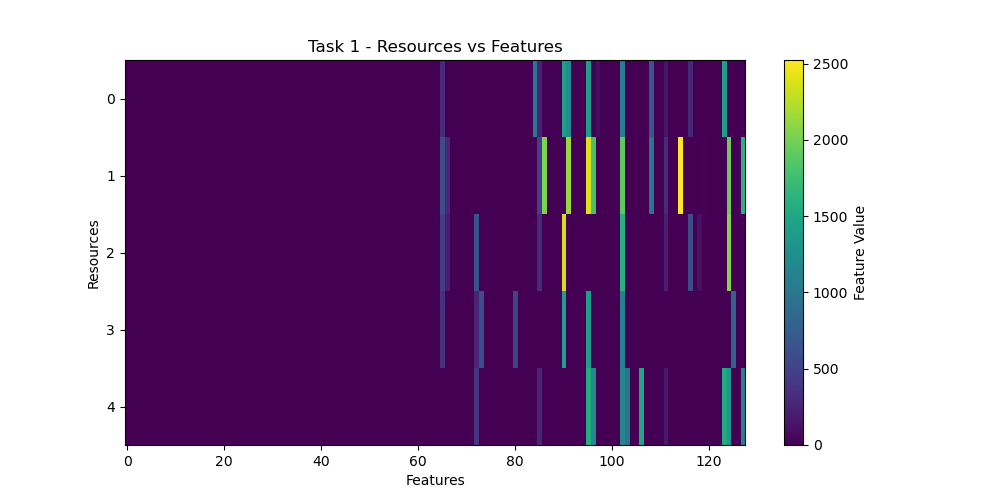 Task 1 - Resources vs Features
Resources
0
1
2
3
4
0 20 40 60 80 100 120
Features
2500
2000
1500
1000
500
0
Feature Value